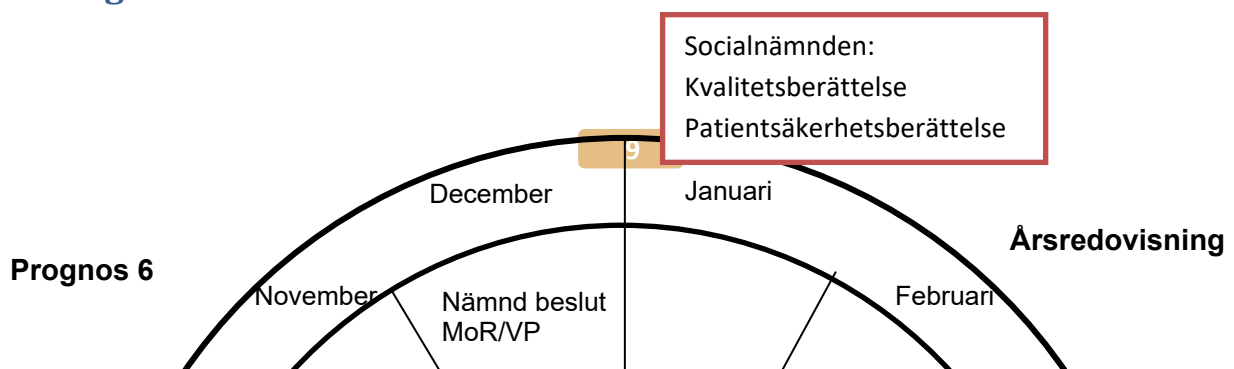 Socialnämnden:
Kvalitetsberättelse
Patientsäkerhetsberättelse
9
December
Januari
Årsredovisning
Prognos 6
November
Februari
Nämnd beslut
MoR/VP